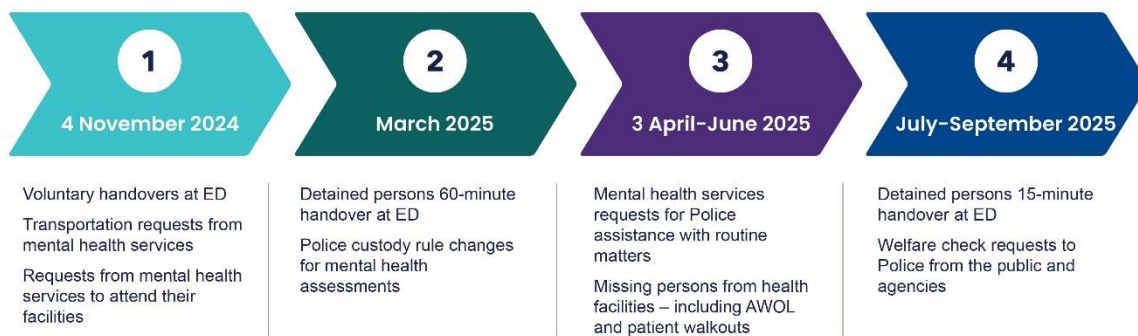 1
4 November 2024
Voluntary handovers at ED
Transportation requests from
mental health services
Requests from mental health
services to attend their
facilities
2
March 2025
Detained persons 60-minute
handover at ED
Police custody rule changes
for mental health
assessments
3
3 April-June 2025
Mental health services
requests for Police
assistance with routine
matters
Missing persons from health
facilities – including AWOL
and patient walkouts
4
July-September 2025
Detained persons 15-minute
handover at ED
Welfare check requests to
Police from the public and
agencies